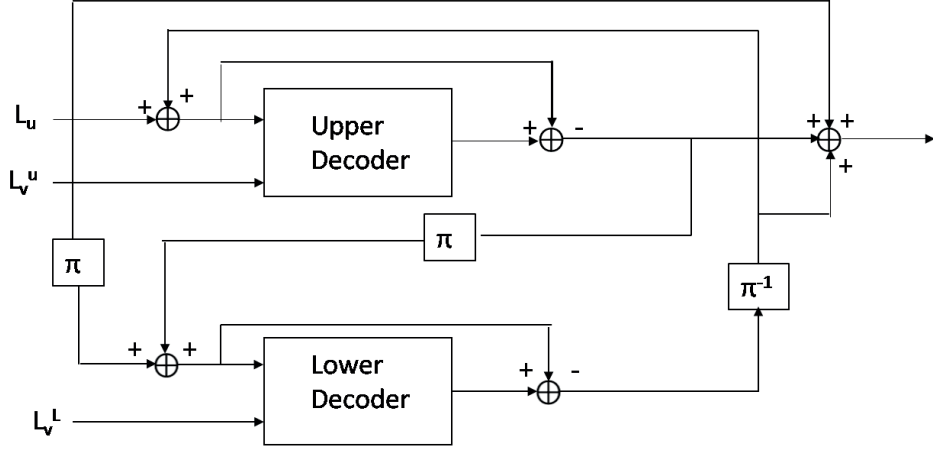 + +
L_u
Upper
Decoder
+ -
+ +
L_v^u
+
π
π
π^-1
+ +
Lower
Decoder
+ -
L_v^L